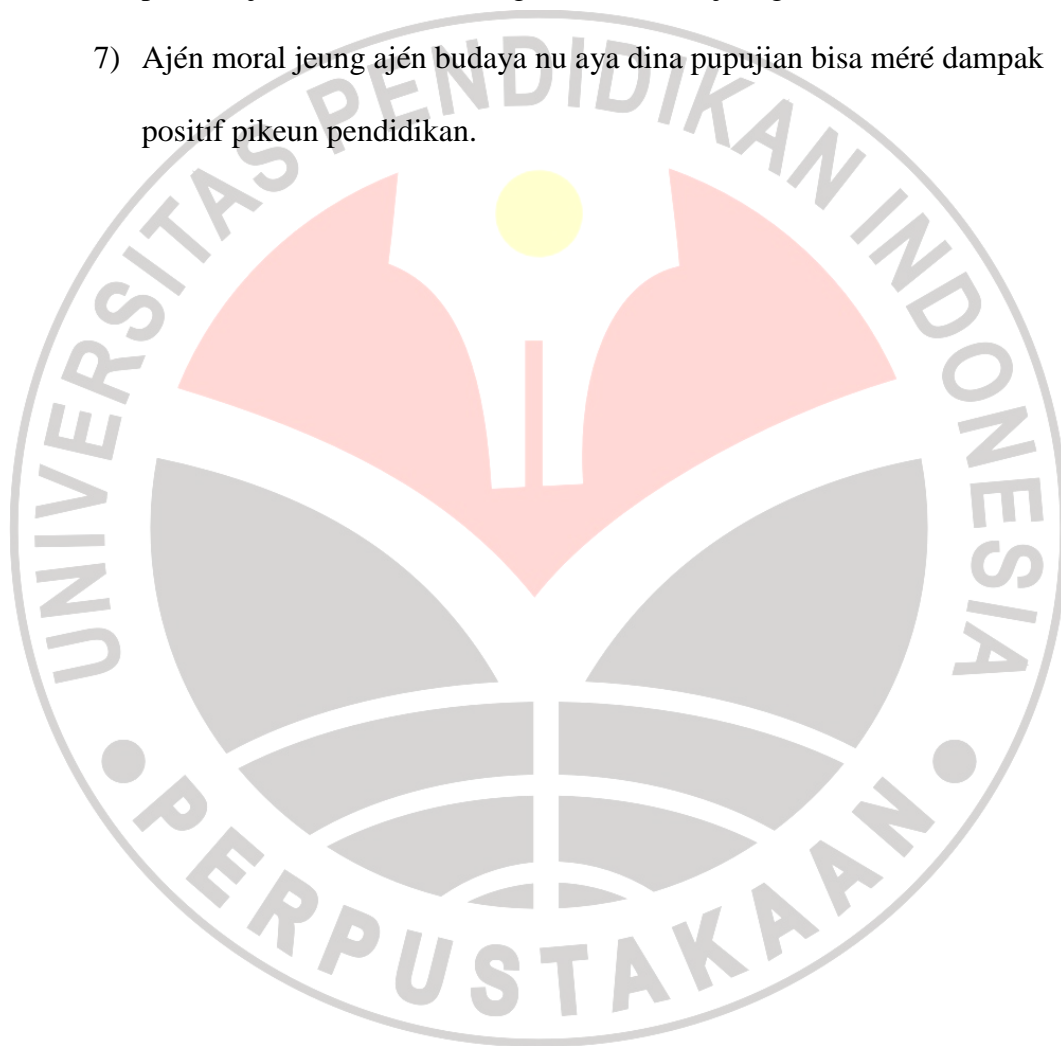 7) Ajén moral jeung ajén budaya nu aya dina pupujian bisa méré dampak
positif pikeun pendidikan.
UNIVERSITAS PENDIDIKAN INDONESIA
PERPUSTAKAAN